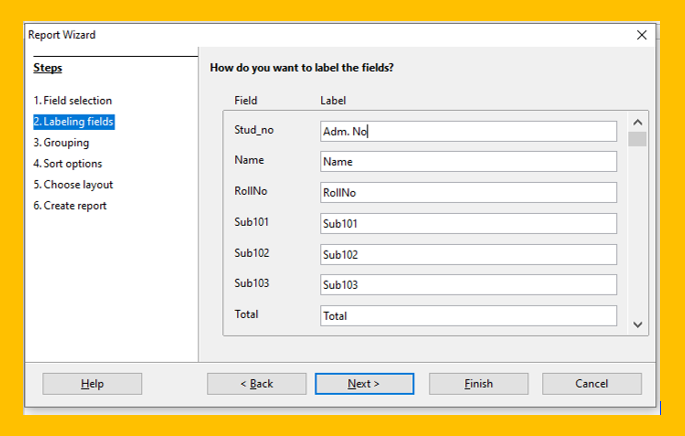 Report Wizard
Steps
1. Field selection
2. Labeling fields
3. Grouping
4. Sort options
5. Choose layout
6. Create report
How do you want to label the fields?
Field Label
Stud_no Adm. No
Name Name
RollNo RollNo
Sub101 Sub101
Sub102 Sub102
Sub103 Sub103
Total Total
Help < Back Next > Finish Cancel